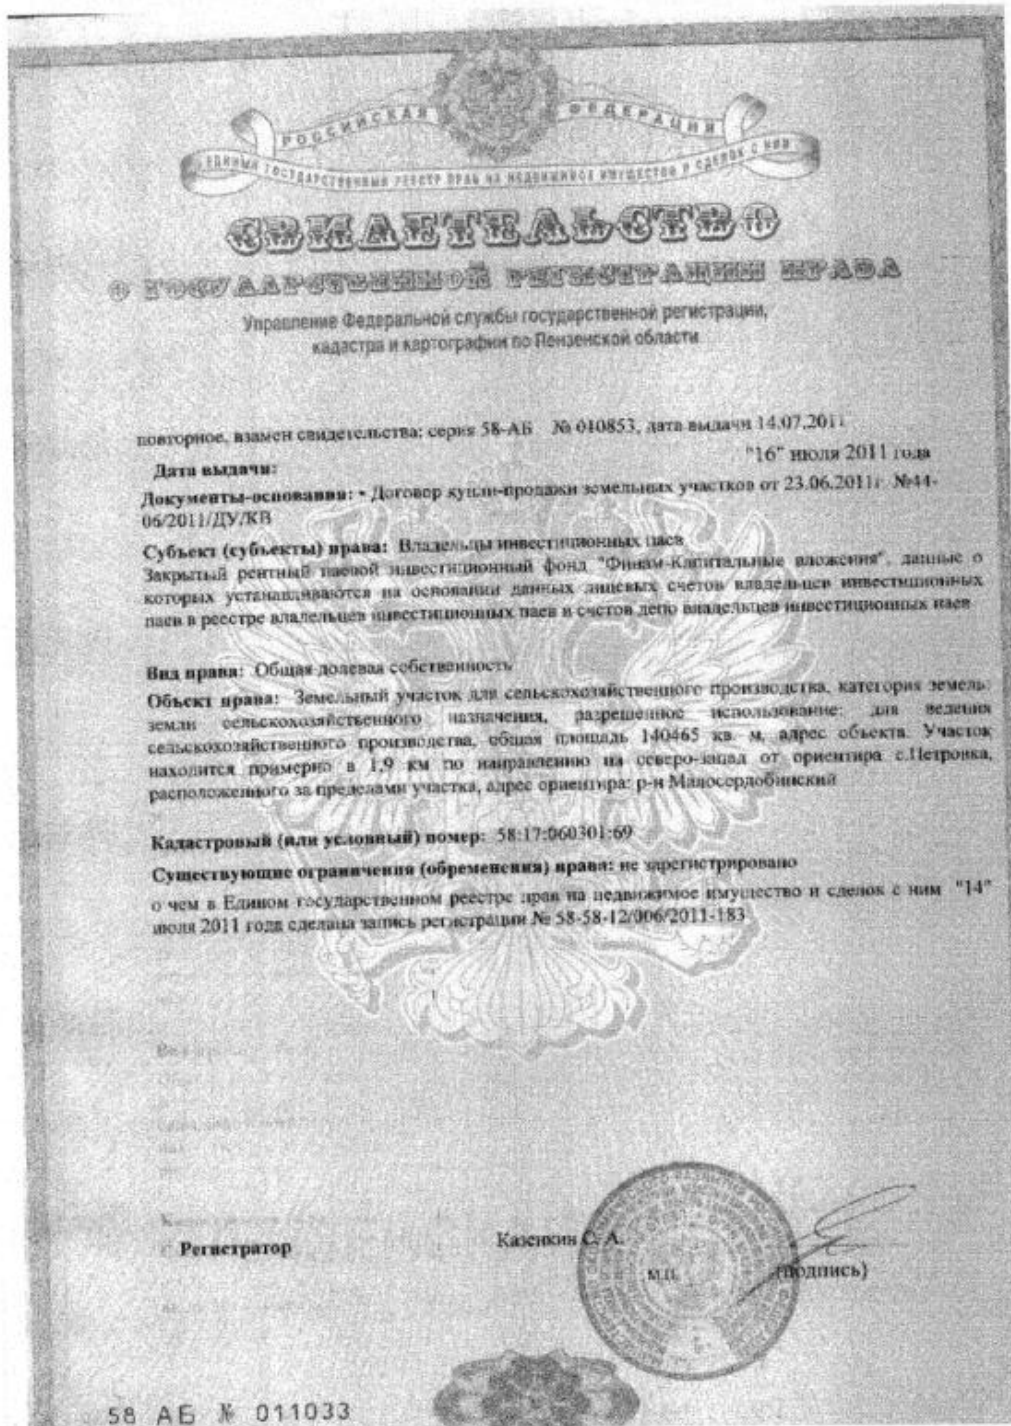 РОССИЙСКАЯ ФЕДЕРАЦИЯ
ЕДИНЫЙ ГОСУДАРСТВЕННЫЙ РЕЕСТР ПРАВ НА НЕДВИЖИМОЕ ИМУЩЕСТВО И СДЕЛОК С НИМ
СВИДЕТЕЛЬСТВО
О ГОСУДАРСТВЕННОЙ РЕГИСТРАЦИИ ПРАВА
Управление Федеральной службы государственной регистрации,
кадастра и картографии по Пензенской области
повторное, взамен свидетельства: серия 58-АБ № 010853, дата выдачи 14.07.2011
Дата выдачи: "16" июля 2011 года
Документы-основания: • Договор купли-продажи земельных участков от 23.06.2011г. №44-
06/2011/ДУ/КВ
Субъект (субъекты) права: Владельцы инвестиционных паев
Закрытый рентный паевой инвестиционный фонд "Финам-Капитальные вложения", данные о
которых устанавливаются на основании данных лицевых счетов владельцев инвестиционных
паев в реестре владельцев инвестиционных паев и счетов депо владельцев инвестиционных паев
Вид права: Общая долевая собственность
Объект права: Земельный участок для сельскохозяйственного производства, категория земель:
земли сельскохозяйственного назначения, разрешенное использование: для ведения
сельскохозяйственного производства, общая площадь 140465 кв. м, адрес объекта: Участок
находится примерно в 1,9 км по направлению на северо-запад от ориентира с.Петровка,
расположенного за пределами участка, адрес ориентира: р-н Малосердобинский
Кадастровый (или условный) номер: 58:17:060301:69
Существующие ограничения (обременения) права: не зарегистрировано
о чем в Едином государственном реестре прав на недвижимое имущество и сделок с ним "14"
июля 2011 года сделана запись регистрации № 58-58-12/006/2011-183
Регистратор Казенкин С. А.
М.П. (подпись)
58 АБ № 011033